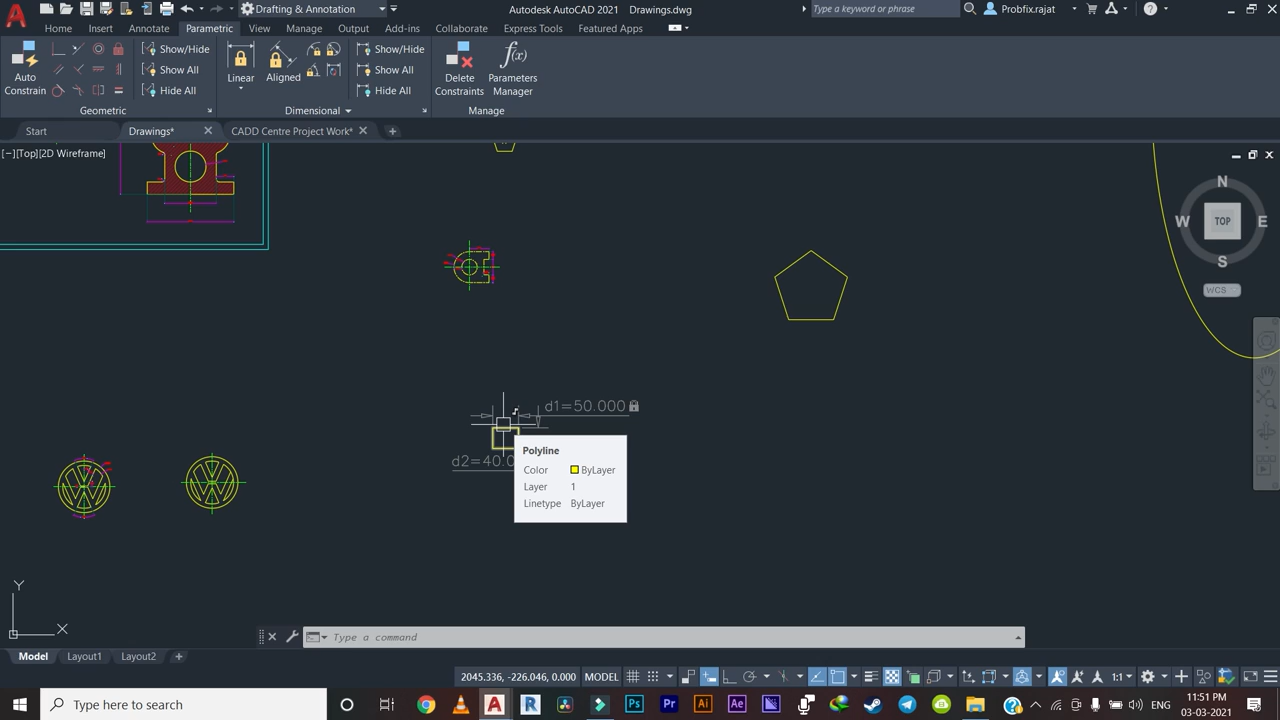 Drafting & Annotation
Autodesk AutoCAD 2021 Drawings.dwg
Type a keyword or phrase
Probfix.rajat
Home Insert Annotate Parametric View Manage Output Add-ins Collaborate Express Tools Featured Apps
Auto Constrain
Show/Hide
Show All
Hide All
Geometric
Linear
Aligned
Show/Hide
Show All
Hide All
Dimensional
Delete Constraints
f(x)
Parameters Manager
Manage
Start
Drawings*
CADD Centre Project Work*
[−][Top][2D Wireframe]
N
W TOP E
S
WCS
d1=50.000
d2=40.0
Polyline
Color ByLayer
Layer 1
Linetype ByLayer
Y
X
Type a command
Model Layout1 Layout2
2045.336, -226.046, 0.000 MODEL
1:1
Type here to search
ENG
11:51 PM
03-03-2021